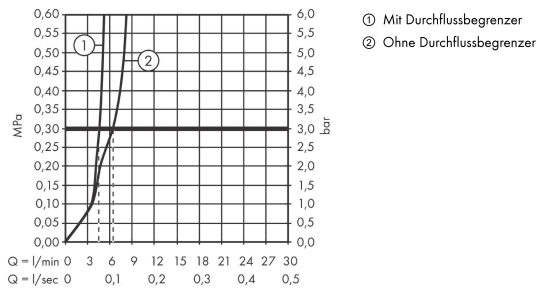 ① Mit Durchflussbegrenzer
② Ohne Durchflussbegrenzer
0,60 6,0
0,55 5,5
0,50 5,0
0,45 4,5
0,40 4,0
0,35 3,5
0,30 3,0
0,25 2,5
0,20 2,0
0,15 1,5
0,10 1,0
0,05 0,5
0,00 0,0
MPa
bar
1
2
Q = l/min 0 3 6 9 12 15 18 21 24 27 30
Q = l/sec 0 0,1 0,2 0,3 0,4 0,5